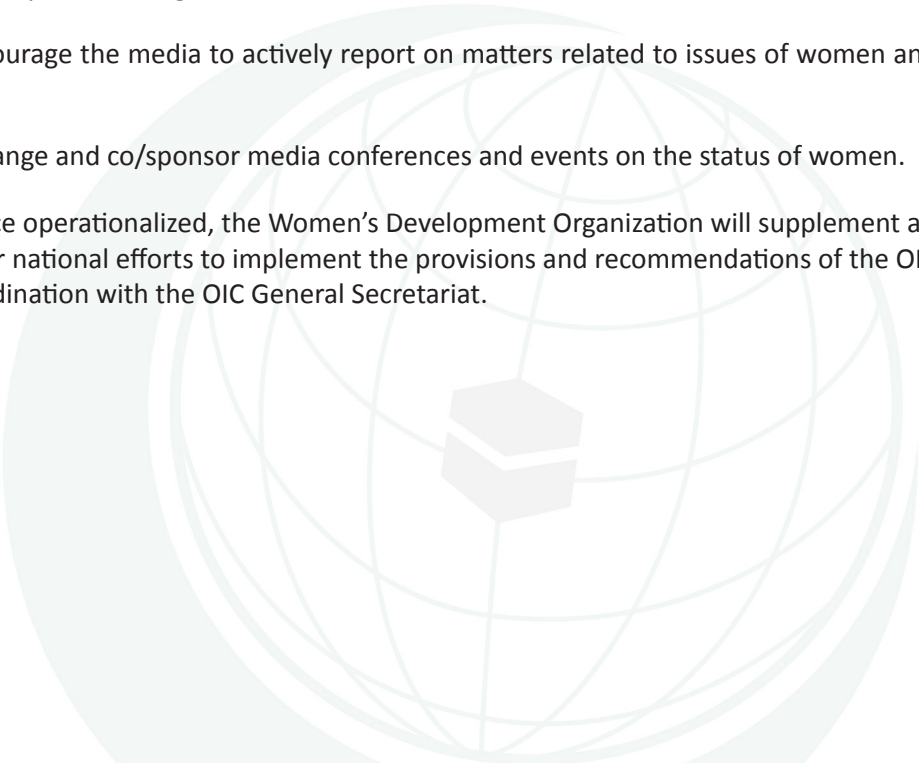 ourage the media to actively report on matters related to issues of women an
ange and co/sponsor media conferences and events on the status of women.
ce operationalized, the Women’s Development Organization will supplement a
r national efforts to implement the provisions and recommendations of the OI
dination with the OIC General Secretariat.